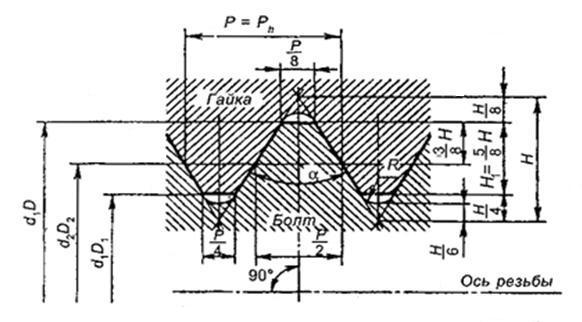 P = Pₕ
P/8
Гайка
H/8
3/8 H
H₁= 5/8 H
H
α
R
d₁D
d₂D₂
d₁D₁
Болт
H/4
P/4
P/2
H/6
90°
Ось резьбы